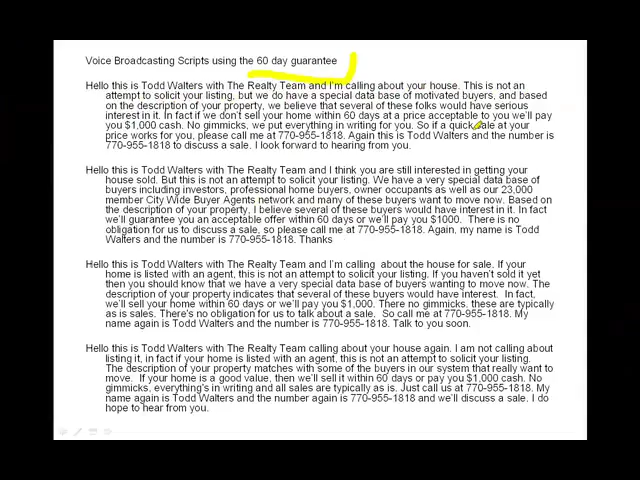 Voice Broadcasting Scripts using the 60 day guarantee
Hello this is Todd Walters with The Realty Team and I'm calling about your house. This is not an
attempt to solicit your listing, but we do have a special data base of motivated buyers, and based
on the description of your property, we believe that several of these folks would have serious
interest in it. In fact if we don't sell your home within 60 days at a price acceptable to you we'll pay
you $1,000 cash. No gimmicks, we put everything in writing for you. So if a quick sale at your
price works for you, please call me at 770-955-1818. Again this is Todd Walters and the number is
770-955-1818 to discuss a sale. I look forward to hearing from you.
Hello this is Todd Walters with The Realty Team and I think you are still interested in getting your
house sold. But this is not an attempt to solicit your listing. We have a very special data base of
buyers including investors, professional home buyers, owner occupants as well as our 23,000
member City Wide Buyer Agents network and many of these buyers want to move now. Based on
the description of your property, I believe several of these buyers would have interest in it. In fact
we'll guarantee you an acceptable offer within 60 days or we'll pay you $1000. There is no
obligation for us to discuss a sale, so please call me at 770-955-1818. Again, my name is Todd
Walters and the number is 770-955-1818. Thanks
Hello this is Todd Walters with The Realty Team and I'm calling about the house for sale. If your
home is listed with an agent, this is not an attempt to solicit your listing. If you haven't sold it yet
then you should know that we have a very special data base of buyers wanting to move now. The
description of your property indicates that several of these buyers would have interest. In fact,
we'll sell your home within 60 days or we'll pay you $1,000. There no gimmicks, these are typically
as is sales. There's no obligation for us to talk about a sale. So call me at 770-955-1818. My
name again is Todd Walters and the number is 770-955-1818. Talk to you soon.
Hello this is Todd Walters with The Realty Team calling about your house again. I am not calling about
listing it, in fact if your home is listed with an agent, this is not an attempt to solicit your listing.
The description of your property matches with some of the buyers in our system that really want to
move. If your home is a good value, then we'll sell it within 60 days or pay you $1,000 cash. No
gimmicks, everything's in writing and all sales are typically as is. Just call us at 770-955-1818. My
name again is Todd Walters and the number again is 770-955-1818 and we'll discuss a sale. I do
hope to hear from you.